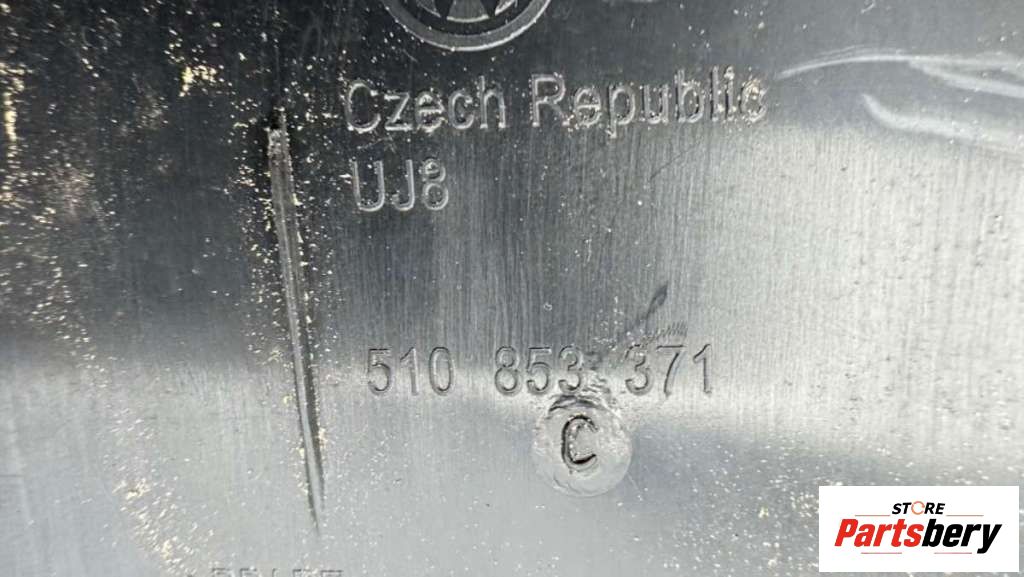 Czech Republic
UJ8
510 853 371
C
STORE
Partsbery